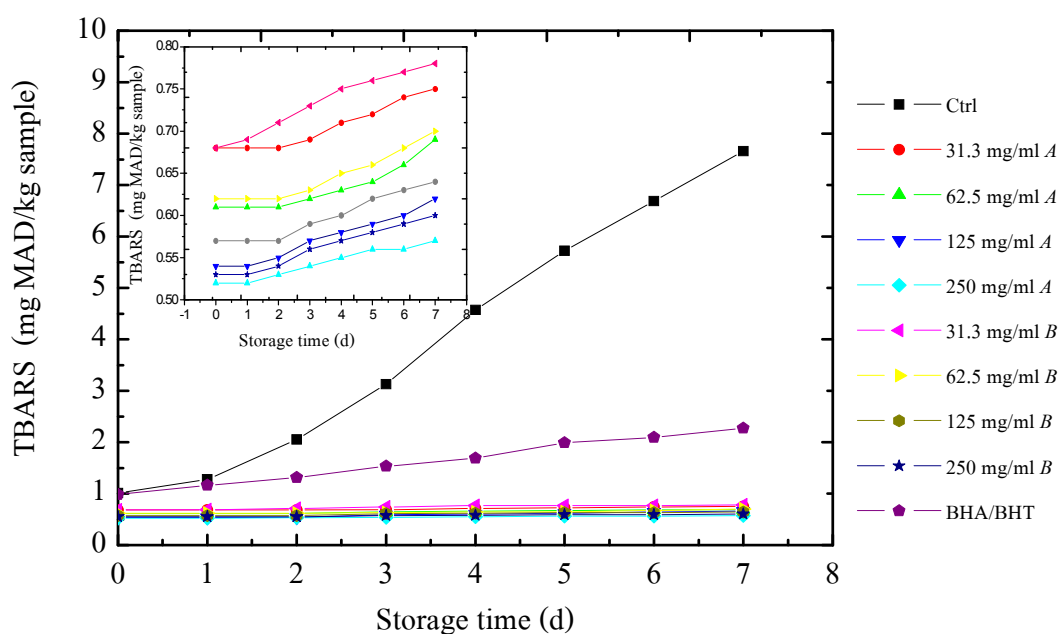 TBARS (mg MAD/kg sample)
10
9
8
7
6
5
4
3
2
1
0
0 1 2 3 4 5 6 7 8
Storage time (d)
TBARS (mg MAD/kg sample)
0.80
0.75
0.70
0.65
0.60
0.55
0.50
-1 0 1 2 3 4 5 6 7 8
Storage time (d)
Ctrl
31.3 mg/ml A
62.5 mg/ml A
125 mg/ml A
250 mg/ml A
31.3 mg/ml B
62.5 mg/ml B
125 mg/ml B
250 mg/ml B
BHA/BHT